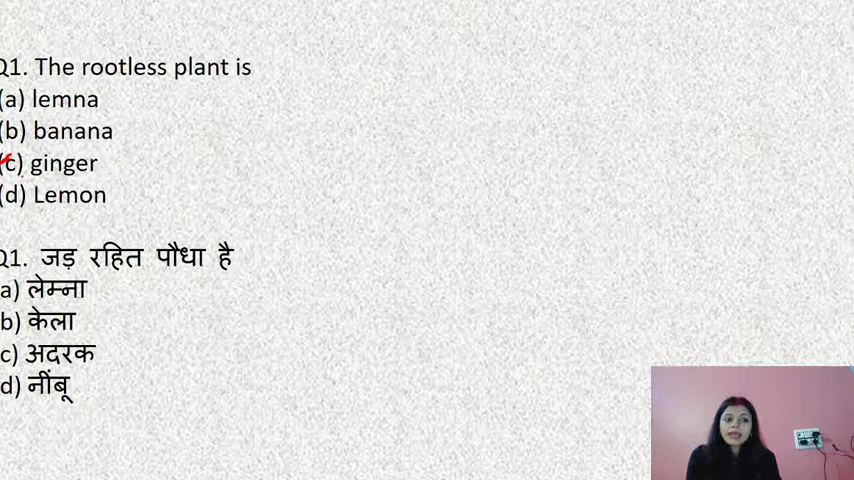 Q1. The rootless plant is
(a) lemna
(b) banana
(c) ginger
(d) Lemon
Q1. जड़ रहित पौधा है
a) लेम्ना
b) केला
c) अदरक
d) नींबू